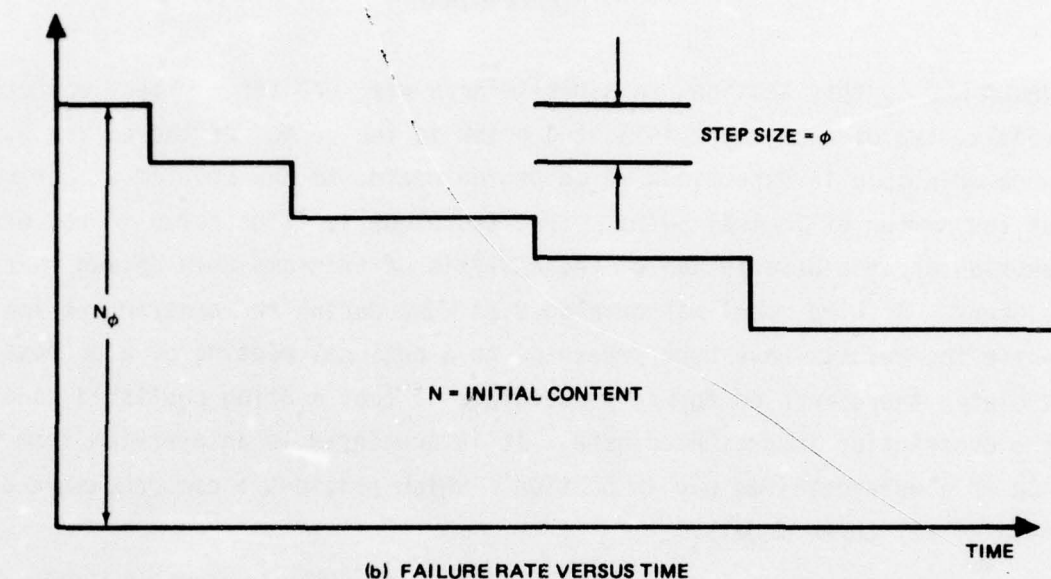 STEP SIZE = ϕ
Nϕ
N = INITIAL CONTENT
TIME
(b) FAILURE RATE VERSUS TIME